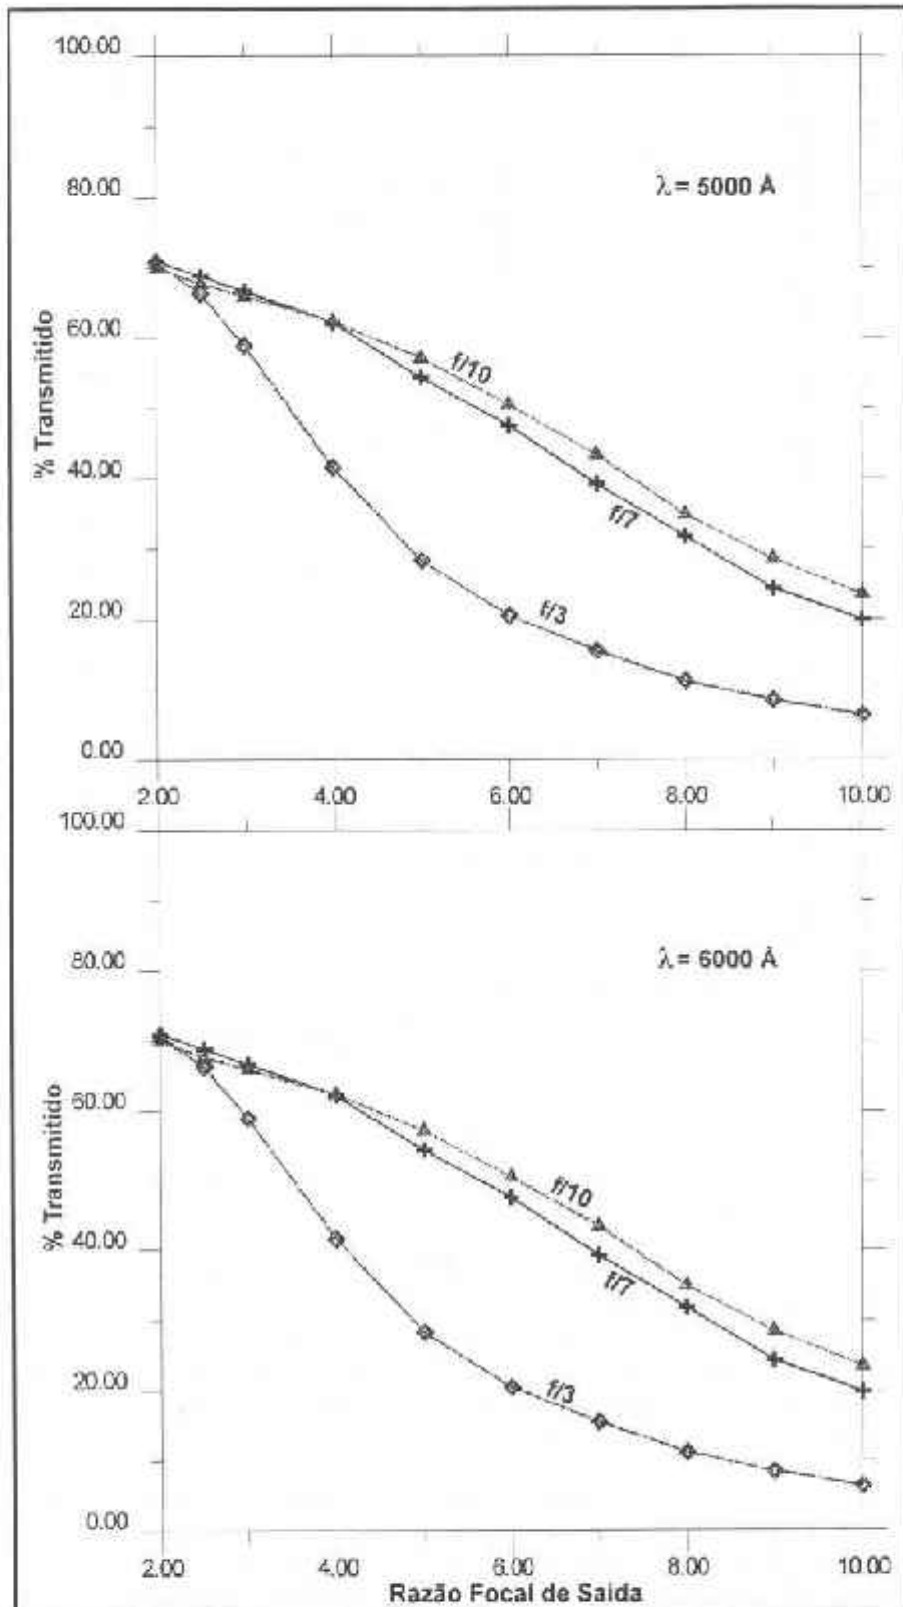 100.00
λ = 5000 Å
80.00
60.00
% Transmitido
f/10
40.00
f/7
20.00
f/3
0.00
2.00 4.00 6.00 8.00 10.00
100.00
λ = 6000 Å
80.00
60.00
% Transmitido
f/10
40.00
f/7
20.00
f/3
0.00
2.00 4.00 6.00 8.00 10.00
Razão Focal de Saída